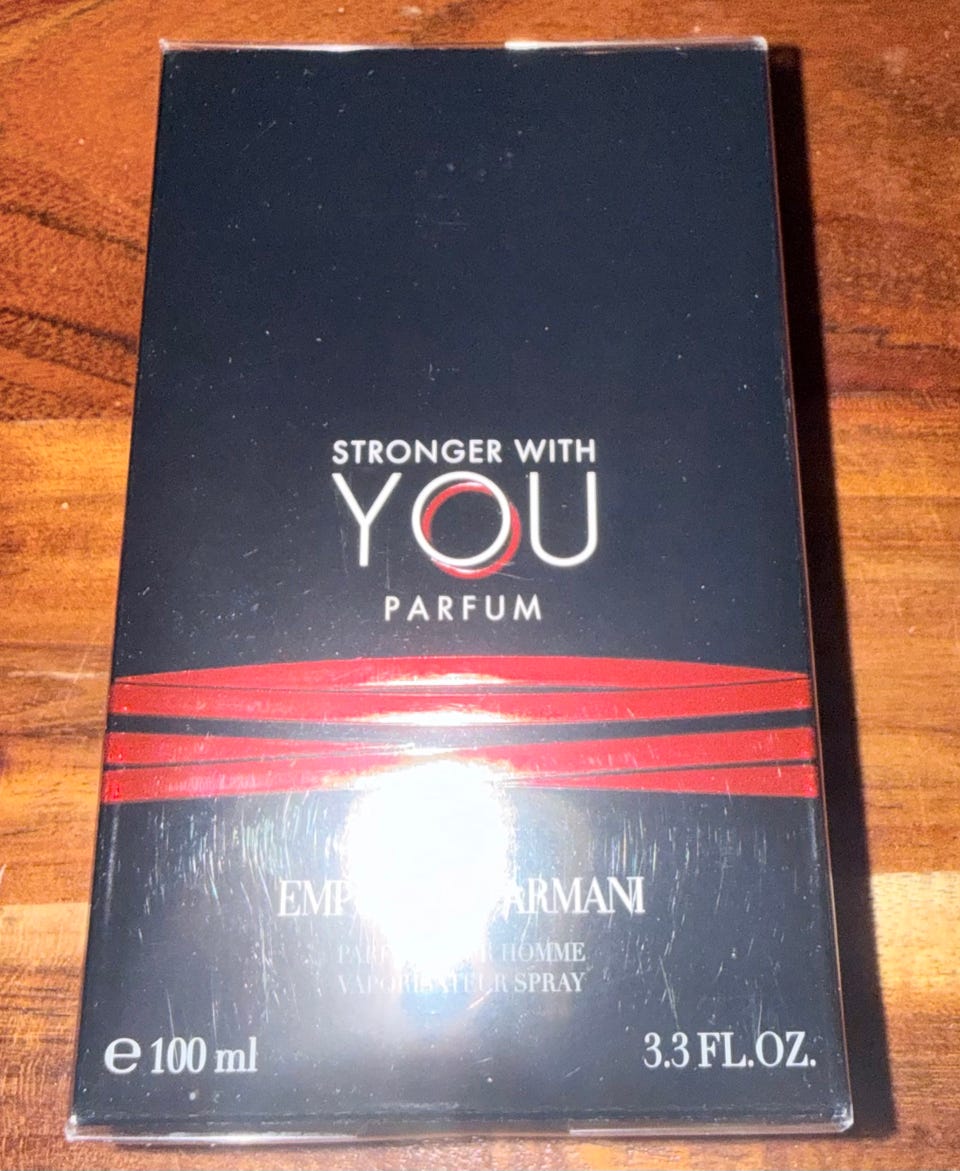 STRONGER WITH
YOU
PARFUM
ARMANI
HOMME
SPRAY
e 100 ml
3.3 FL.OZ.